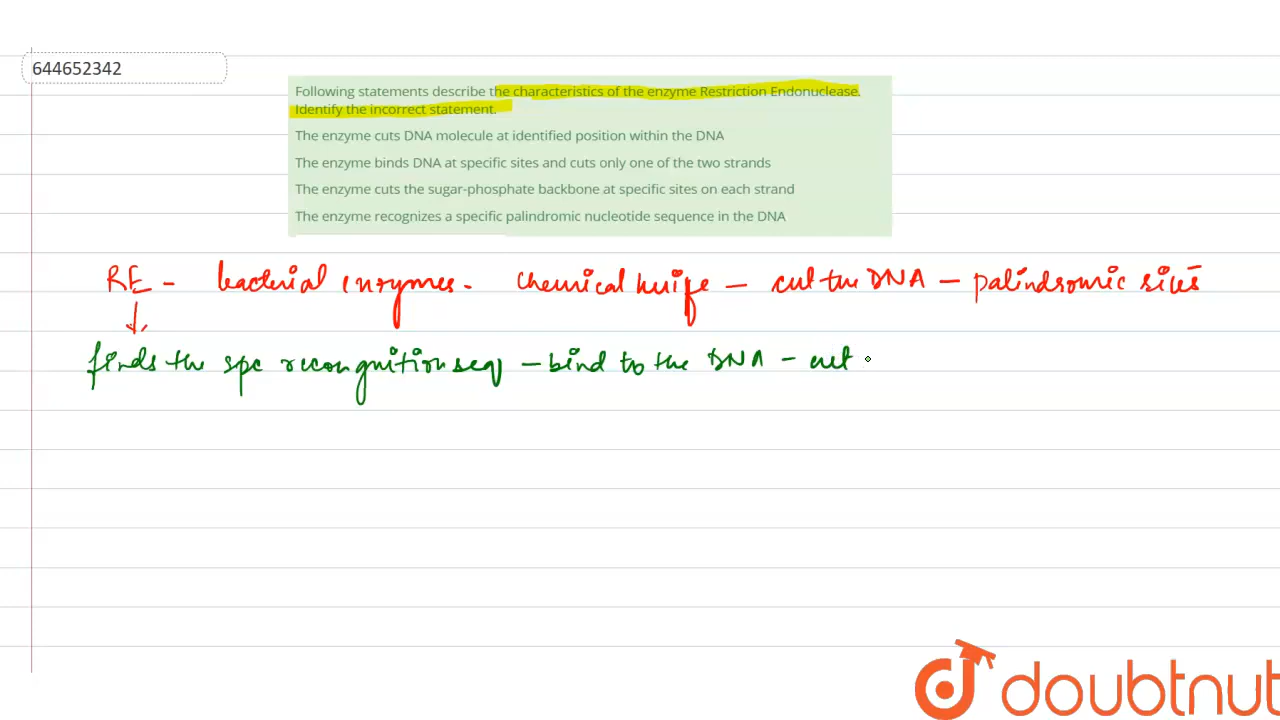 644652342
Following statements describe the characteristics of the enzyme Restriction Endonuclease.
Identify the incorrect statement.
The enzyme cuts DNA molecule at identified position within the DNA
The enzyme binds DNA at specific sites and cuts only one of the two strands
The enzyme cuts the sugar-phosphate backbone at specific sites on each strand
The enzyme recognizes a specific palindromic nucleotide sequence in the DNA
RE - bacterial enzymes - chemical knife - cut the DNA - palindromic sites
finds the spc recongnition seq - bind to the DNA - cut
doubtnut